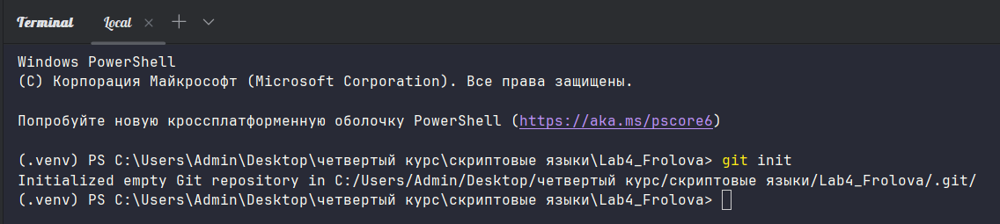 Terminal Local
Windows PowerShell
(C) Корпорация Майкрософт (Microsoft Corporation). Все права защищены.
Попробуйте новую кроссплатформенную оболочку PowerShell (https://aka.ms/pscore6)
(.venv) PS C:\Users\Admin\Desktop\четвертый курс\скриптовые языки\Lab4_Frolova> git init
Initialized empty Git repository in C:/Users/Admin/Desktop/четвертый курс/скриптовые языки/Lab4_Frolova/.git/
(.venv) PS C:\Users\Admin\Desktop\четвертый курс\скриптовые языки\Lab4_Frolova>